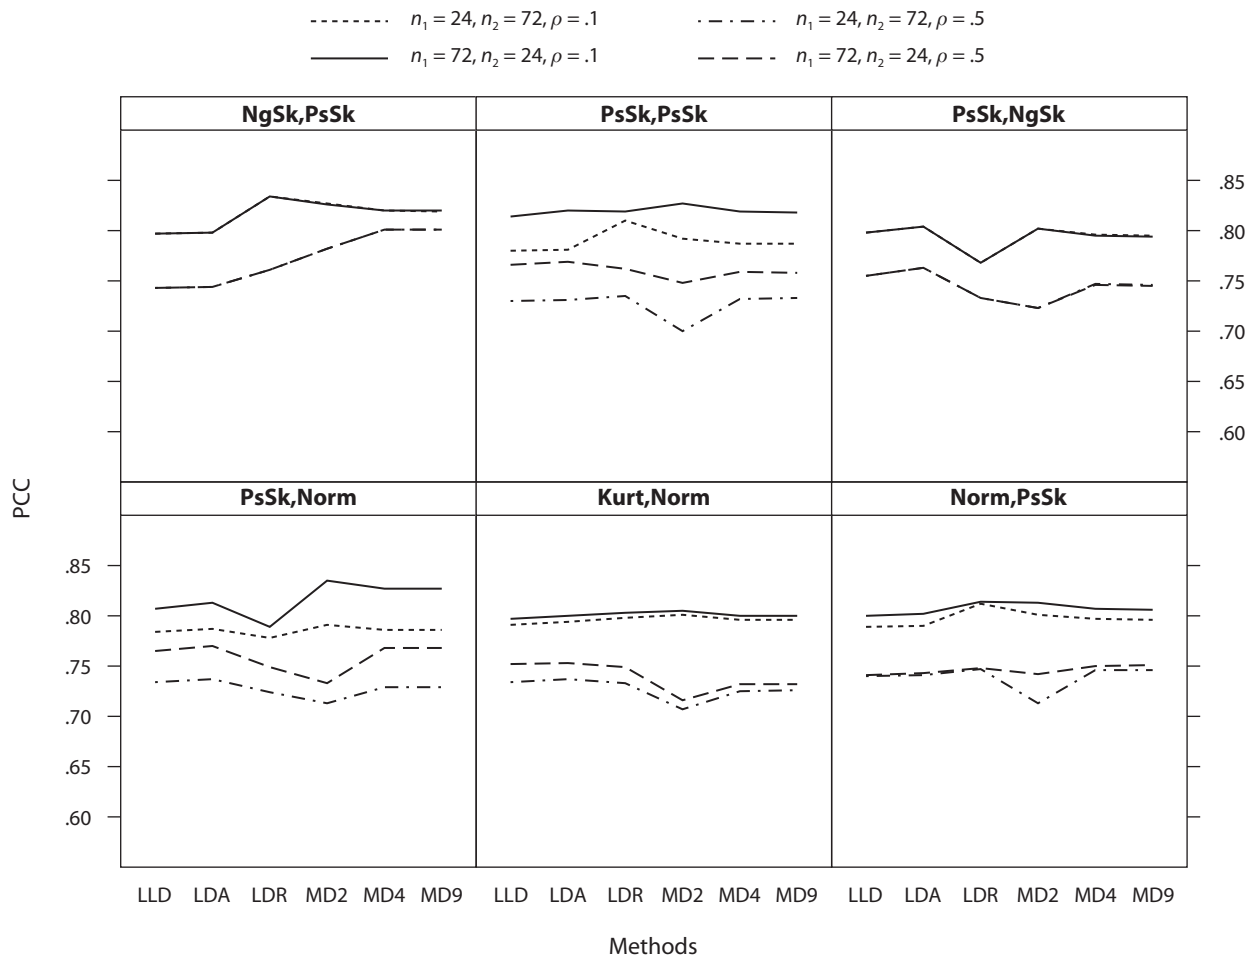 n₁ = 24, n₂ = 72, ρ = .1
n₁ = 24, n₂ = 72, ρ = .5
n₁ = 72, n₂ = 24, ρ = .1
n₁ = 72, n₂ = 24, ρ = .5
NgSk,PsSk
PsSk,PsSk
PsSk,NgSk
.85
.80
.75
.70
.65
.60
PCC
PsSk,Norm
Kurt,Norm
Norm,PsSk
.85
.80
.75
.70
.65
.60
LLD LDA LDR MD2 MD4 MD9
LLD LDA LDR MD2 MD4 MD9
LLD LDA LDR MD2 MD4 MD9
Methods